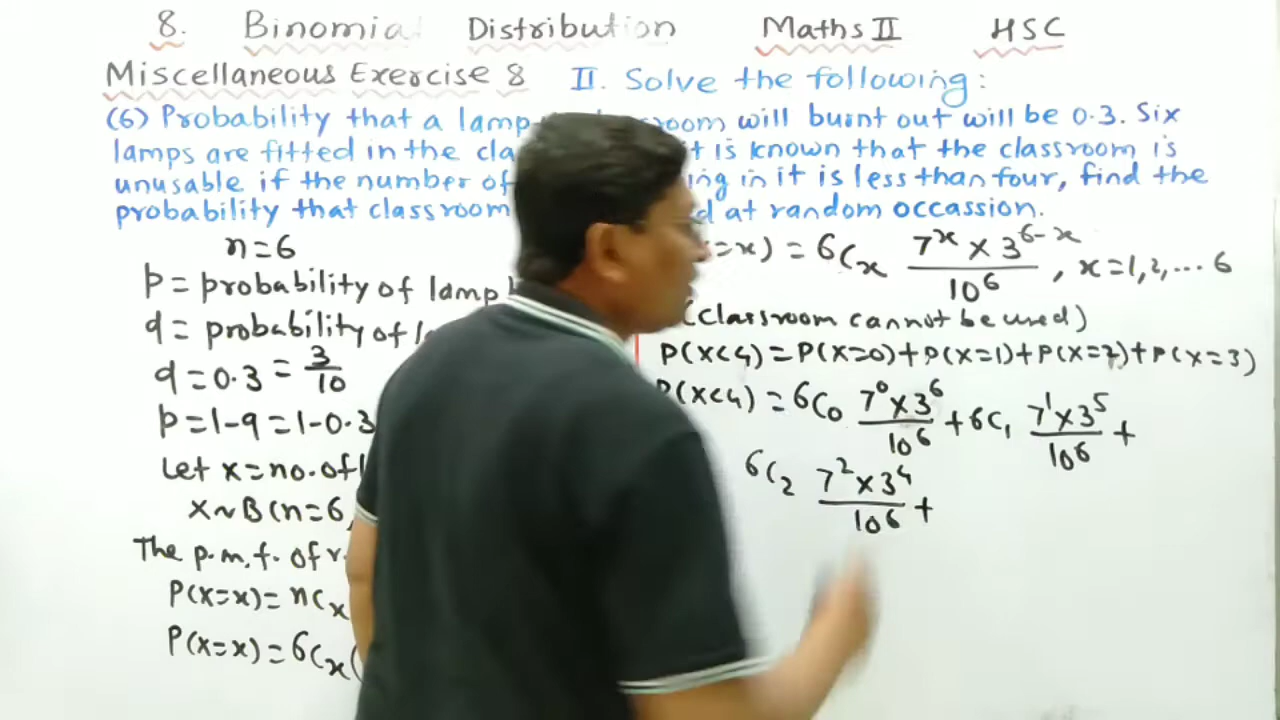 8. Binomial Distribution Maths II HSC
Miscellaneous Exercise 8 II. Solve the following:
(6) Probability that a lamp room will burnt out will be 0.3. Six
lamps are fitted in the it is known that the classroom is
unusable if the number of in it is less than four, find the
probability that classroom at random occassion.
n=6
p = probability of lamp
q = probability of
q = 0.3 = 3/10
p = 1-q = 1-0.3
Let x = no. of
X~B(n=6,
The p.m.f. of r.
P(X=x) = nCx
P(X=x) = 6Cx(
=x) = 6Cx 7^x × 3^(6-x) / 10^6, x=1,2,...6
(Classroom cannot be used)
P(X<4) = P(X=0)+P(X=1)+P(X=2)+P(X=3)
P(X<4) = 6C0 7^0×3^6 / 10^6 + 6C1 7^1×3^5 / 10^6 +
6C2 7^2×3^4 / 10^6 +